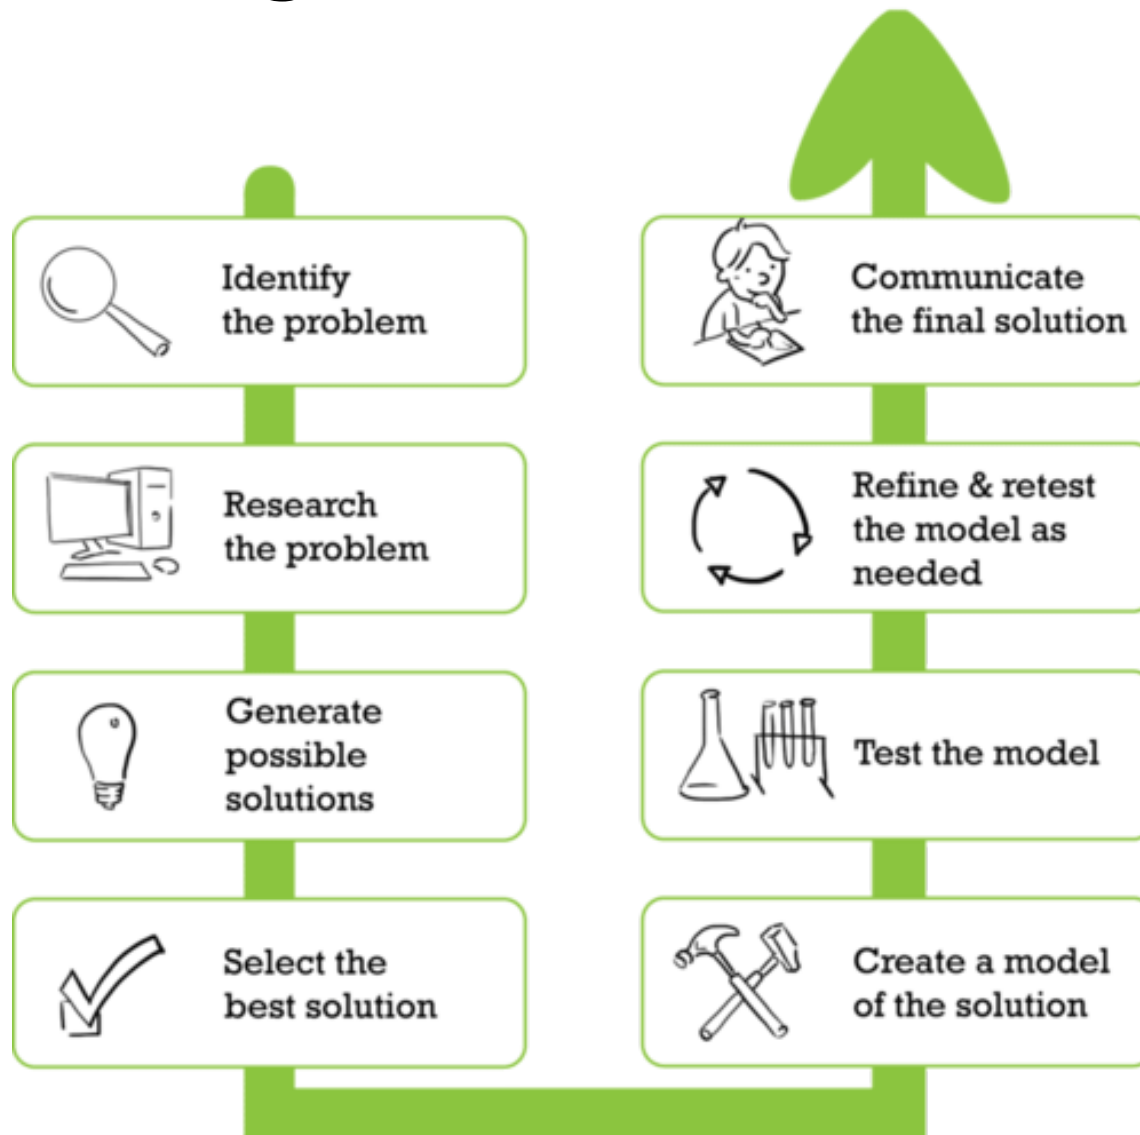 Identify
the problem
Research
the problem
Generate
possible
solutions
Select the
best solution
Create a model
of the solution
Test the model
Refine & retest
the model as
needed
Communicate
the final solution